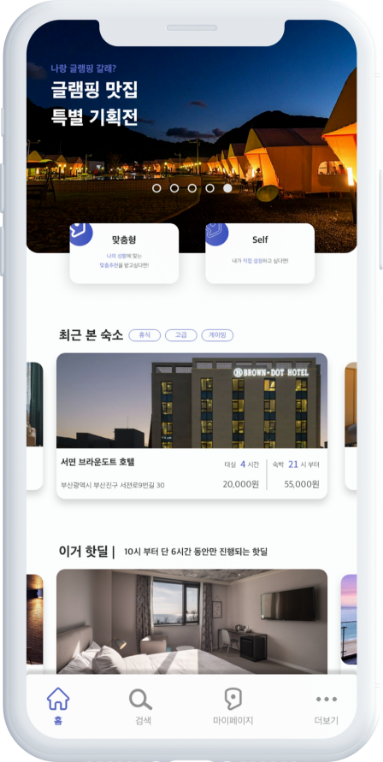 나랑 글램핑 갈래?
글램핑 맛집
특별 기획전
맞춤형
나의 상황에 맞는
맞춤추천을 받고싶다면!
Self
내가 직접 설정하고 싶다면!
최근 본 숙소 휴식 고급 게이밍
BROWN-DOT HOTEL
서면 브라운도트 호텔
대실 4 시간 숙박 21 시 부터
부산광역시 부산진구 서전로9번길 30
20,000원 55,000원
이거 핫딜 | 10시 부터 단 6시간 동안만 진행되는 핫딜
홈 검색 마이페이지 더보기